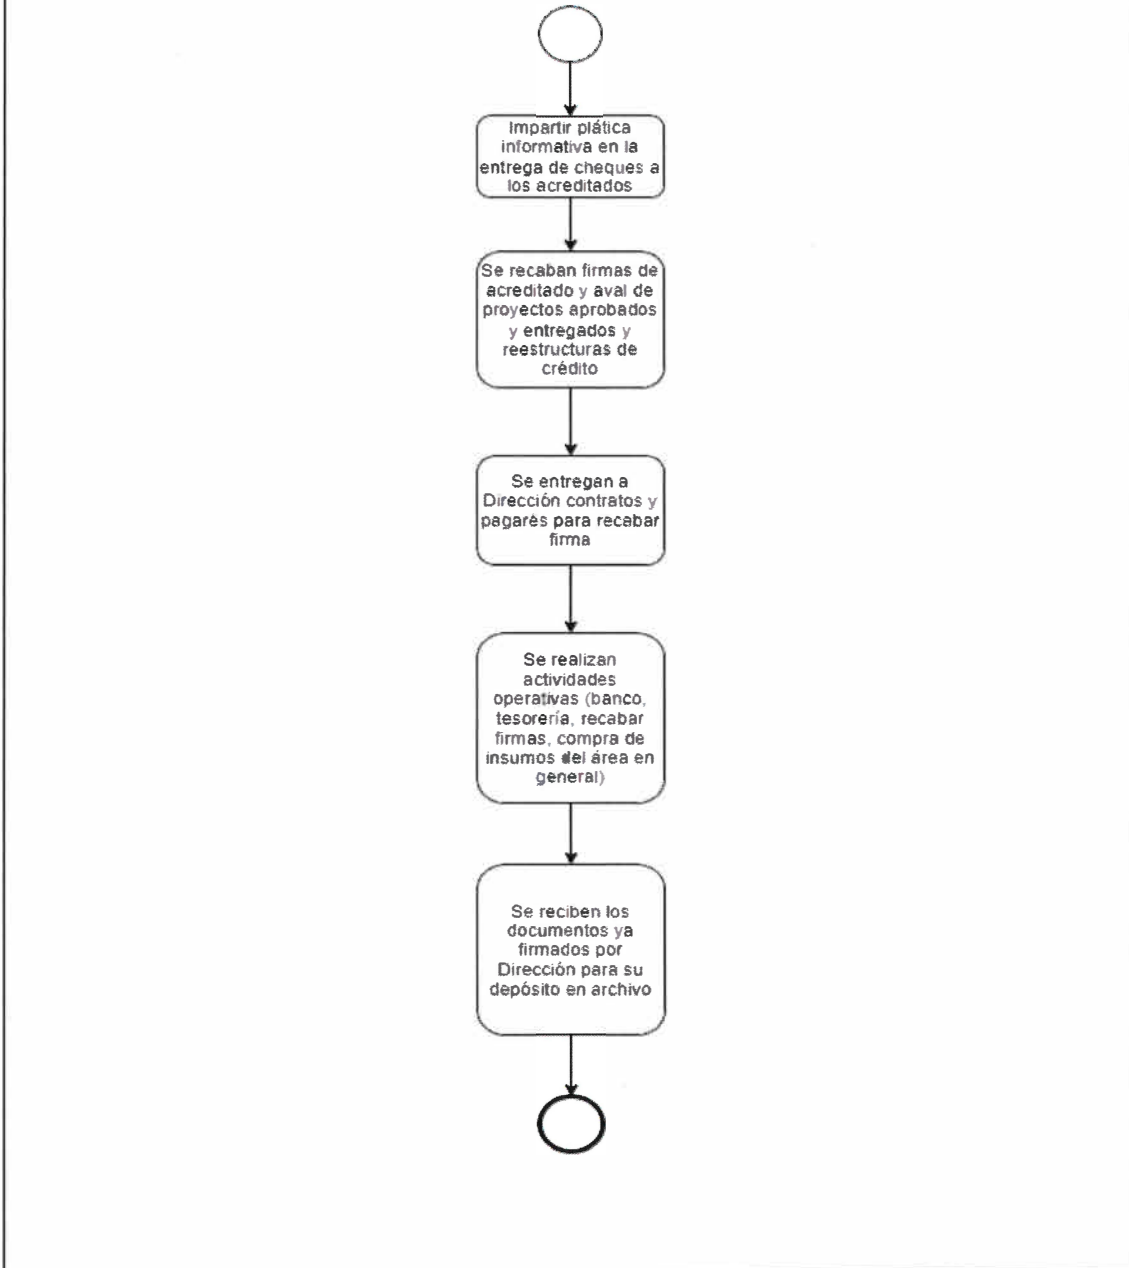 Impartir plática
informativa en la
entrega de cheques a
los acreditados
Se recaban firmas de
acreditado y aval de
proyectos aprobados
y entregados y
reestructuras de
crédito
Se entregan a
Dirección contratos y
pagarés para recabar
firma
Se realizan
actividades
operativas (banco,
tesorería, recabar
firmas, compra de
insumos del área en
general)
Se reciben los
documentos ya
firmados por
Dirección para su
depósito en archivo